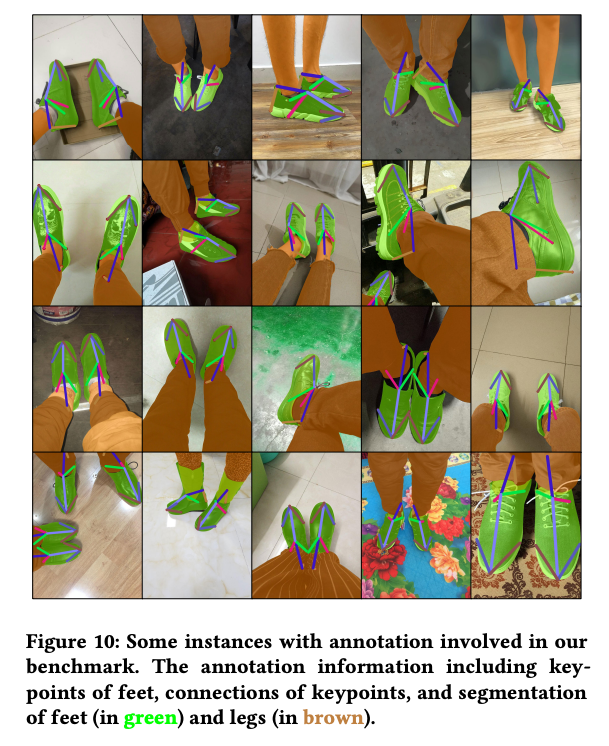 Figure 10: Some instances with annotation involved in our
benchmark. The annotation information including key-
points of feet, connections of keypoints, and segmentation
of feet (in green) and legs (in brown).